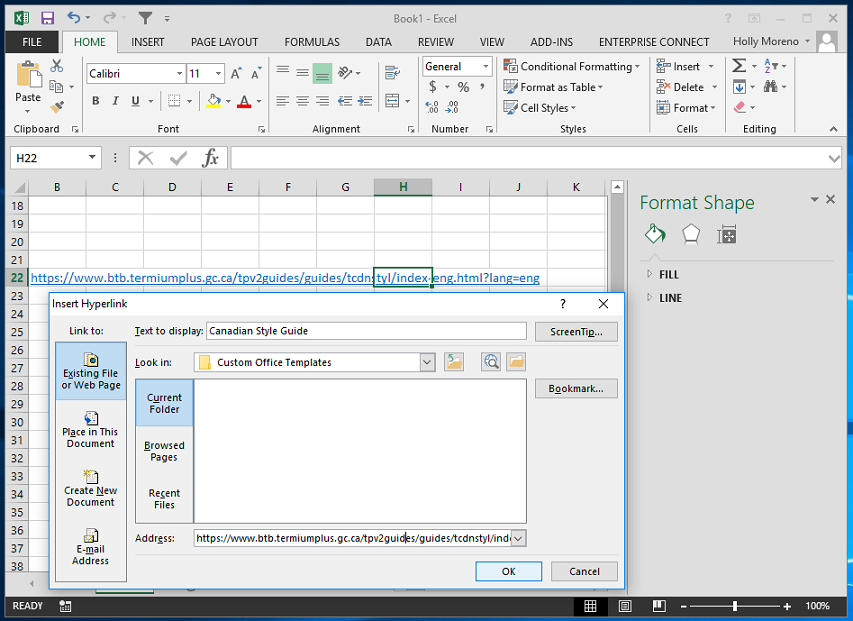 Book1 - Excel
FILE HOME INSERT PAGE LAYOUT FORMULAS DATA REVIEW VIEW ADD-INS ENTERPRISE CONNECT Holly Moreno
Paste
Calibri 11
B I U
General
$ % ,
Conditional Formatting
Format as Table
Cell Styles
Insert
Delete
Format
Clipboard Font Alignment Number Styles Cells Editing
H22 fx
B C D E F G H I J K
18
19
20
21
22 https://www.btb.termiumplus.gc.ca/tpv2guides/guides/tcdnstyl/index-eng.html?lang=eng
23
24
25
26
27
28
29
30
31
32
33
34
35
36
37
38
Format Shape
FILL
LINE
Insert Hyperlink ?
Link to:
Text to display: Canadian Style Guide
ScreenTip...
Existing File
or Web Page
Place in This
Document
Create New
Document
E-mail
Address
Look in: Custom Office Templates
Bookmark...
Current
Folder
Browsed
Pages
Recent
Files
Address: https://www.btb.termiumplus.gc.ca/tpv2guides/guides/tcdnstyl/inde
OK Cancel
READY 100%